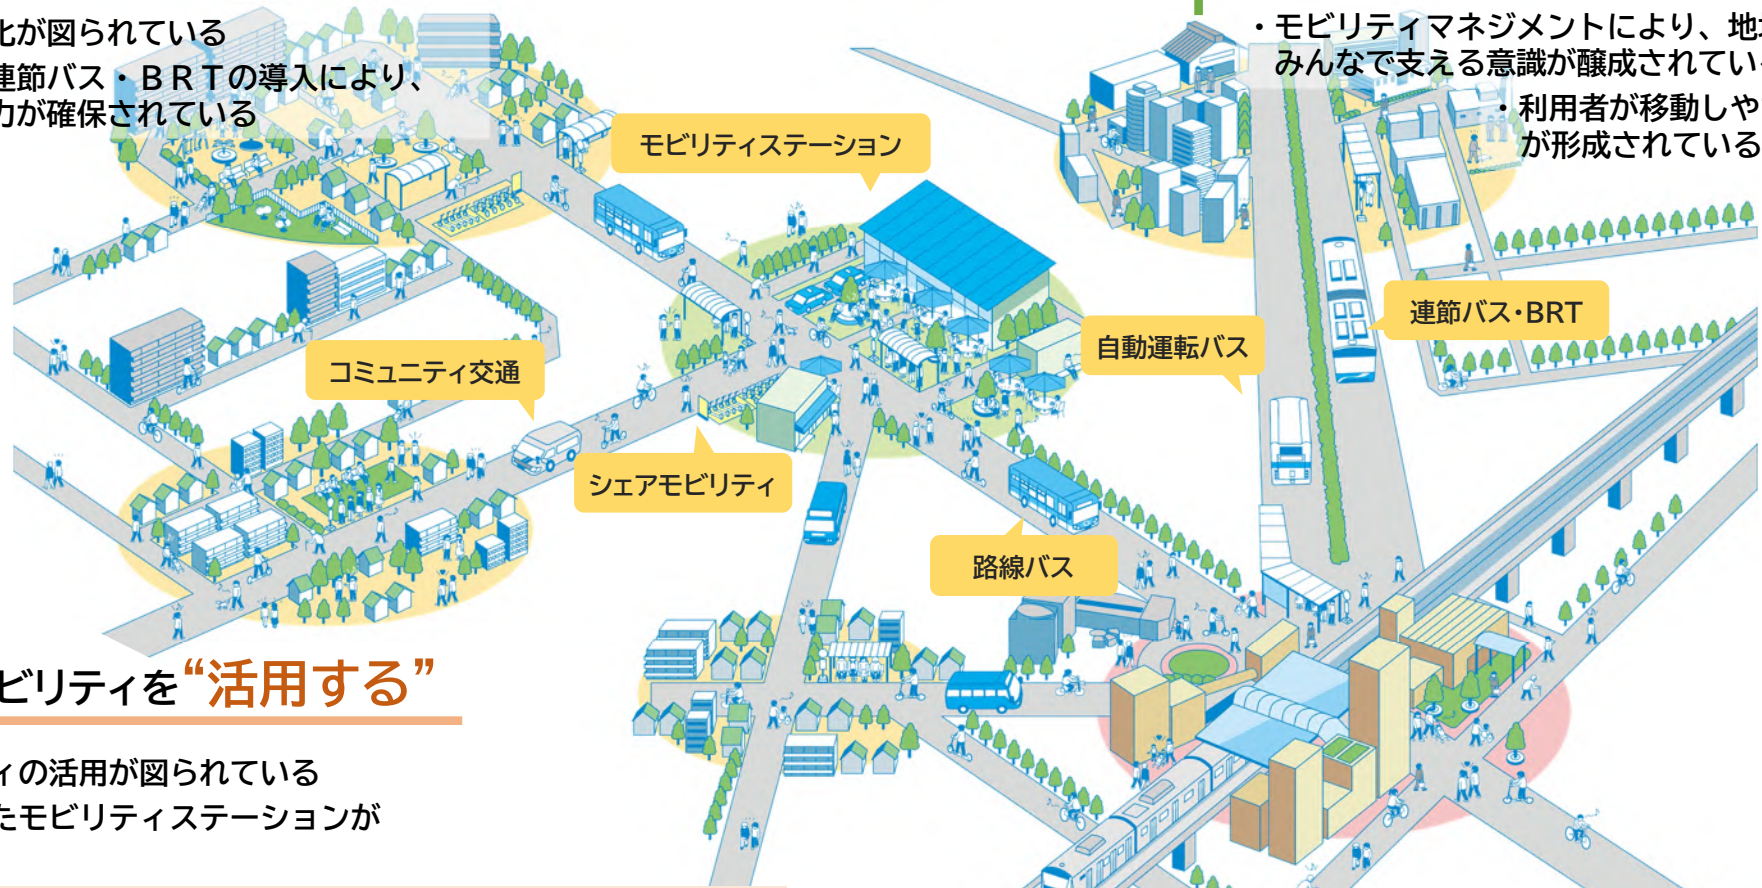 化が図られている
連節バス・ＢＲＴの導入により、
力が確保されている
・モビリティマネジメントにより、地
みんなで支える意識が醸成されてい
・利用者が移動しや
が形成されている
モビリティステーション
連節バス・BRT
自動運転バス
コミュニティ交通
シェアモビリティ
路線バス
ビリティを“活用する”
ィの活用が図られている
たモビリティステーションが